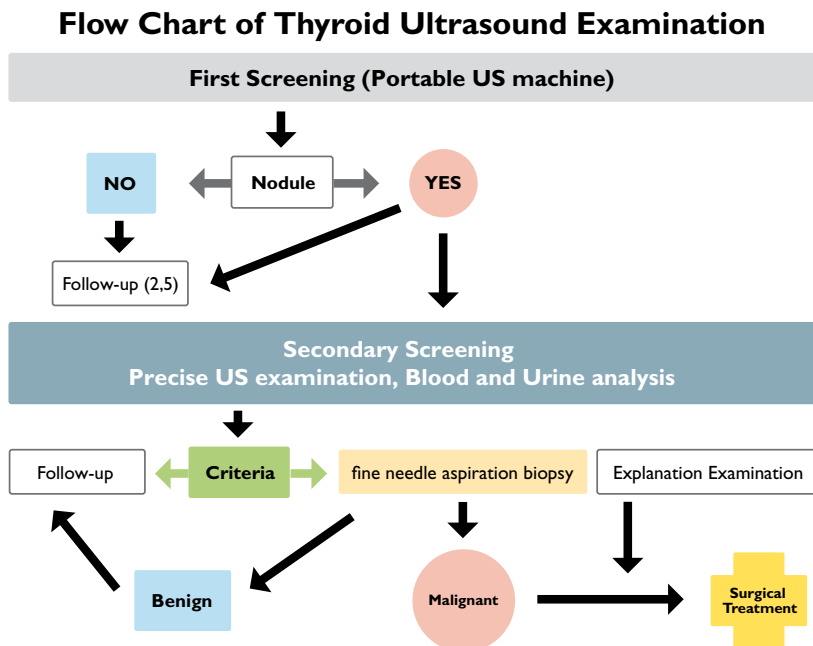 Flow Chart of Thyroid Ultrasound Examination
First Screening (Portable US machine)
NO
Nodule
YES
Follow-up (2,5)
Secondary Screening
Precise US examination, Blood and Urine analysis
Follow-up
Criteria
fine needle aspiration biopsy
Explanation Examination
Benign
Malignant
Surgical
Treatment